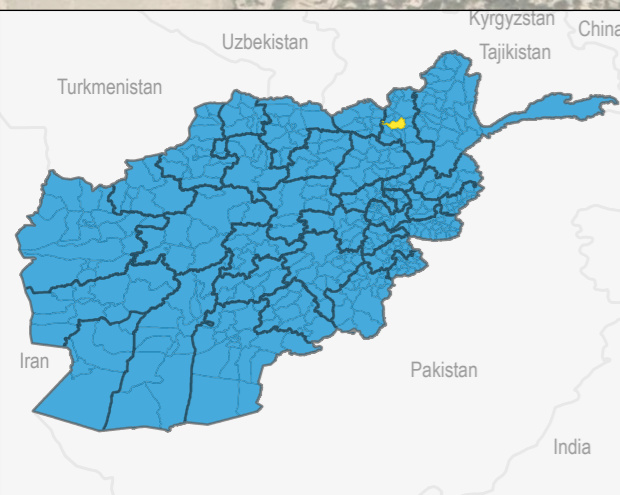 Kyrgyzstan
China
Uzbekistan
Tajikistan
Turkmenistan
Iran
Pakistan
India